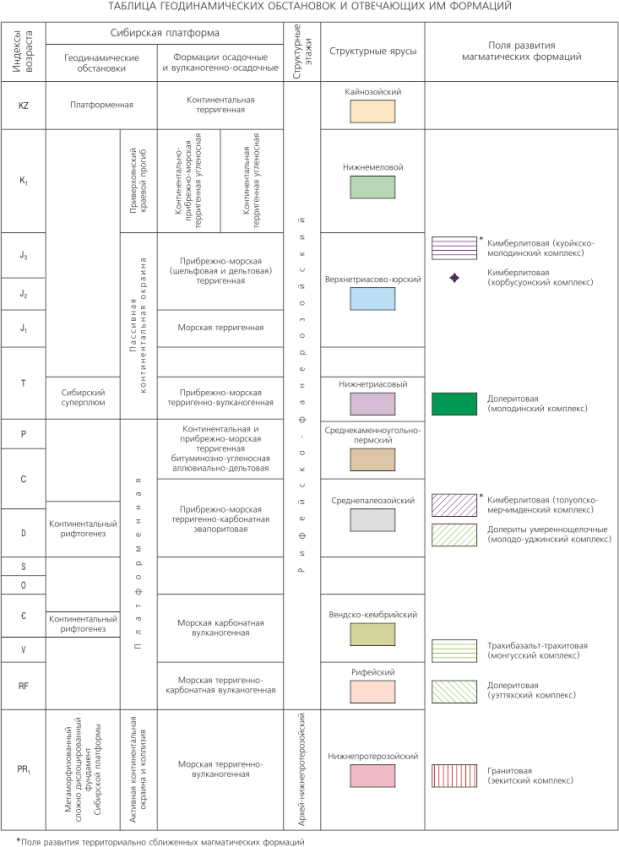 ТАБЛИЦА ГЕОДИНАМИЧЕСКИХ ОБСТАНОВОК И ОТВЕЧАЮЩИХ ИМ ФОРМАЦИЙ
Индексы
возраста
Сибирская платформа
Геодинамические
обстановки
Формации осадочные
и вулканогенно-осадочные
Структурные
этажи
Структурные ярусы
Поля развития
магматических формаций
KZ
Платформенная
Континентальная
терригенная
Кайнозойский
K1
Приверхоянский
краевой прогиб
Континентально-
прибрежно-морская
терригенная угленосная
Континентальная
терригенная угленосная
Нижнемеловой
J3
J2
J1
Пассивная
континентальная окраина
Прибрежно-морская
(шельфовая и дельтовая)
терригенная
Морская терригенная
Рифейско-фанерозойский
Верхнетриасово-юрский
* Кимберлитовая (куойкско-
молодинский комплекс)
Кимберлитовая
(хорбусуонский комплекс)
T
Сибирский
суперплюм
Прибрежно-морская
терригенно-вулканогенная
Нижнетриасовый
Долеритовая
(молодинский комплекс)
P
C
Платформенная
Континентальная и
прибрежно-морская
терригенная
битуминозно-угленосная
аллювиально-дельтовая
Среднекаменноугольно-
пермский
D
Континентальный
рифтогенез
Прибрежно-морская
терригенно-карбонатная
эвапоритовая
Среднепалеозойский
* Кимберлитовая (толуопско-
мерчимденский комплекс)
Долериты умереннощелочные
(молодо-уджинский комплекс)
S
O
Є
Континентальный
рифтогенез
Морская карбонатная
вулканогенная
Вендско-кембрийский
V
Трахибазальт-трахитовая
(монгусский комплекс)
RF
Морская терригенно-
карбонатная вулканогенная
Рифейский
Долеритовая
(уэттяхский комплекс)
PR1
Метаморфизованный
сложно дислоцированный
фундамент
Сибирской платформы
Активная континентальная
окраина и коллизия
Морская терригенно-
вулканогенная
Архей-нижнепротерозойский
Нижнепротерозойский
Гранитовая
(эекитский комплекс)
*Поля развития территориально сближенных магматических формаций